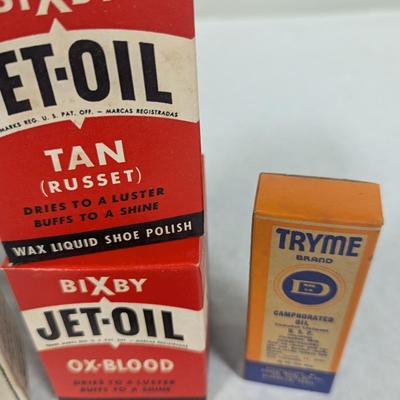 BIXBY
JET-OIL
MARKS REG. U. S. PAT. OFF. — MARCAS REGISTRADAS
TAN
(RUSSET)
DRIES TO A LUSTER
BUFFS TO A SHINE
WAX LIQUID SHOE POLISH
BIXBY
JET-OIL
OX-BLOOD
DRIES TO A LUSTER
BUFFS TO A SHINE
TRYME
BRAND
D
CAMPHORATED
OIL